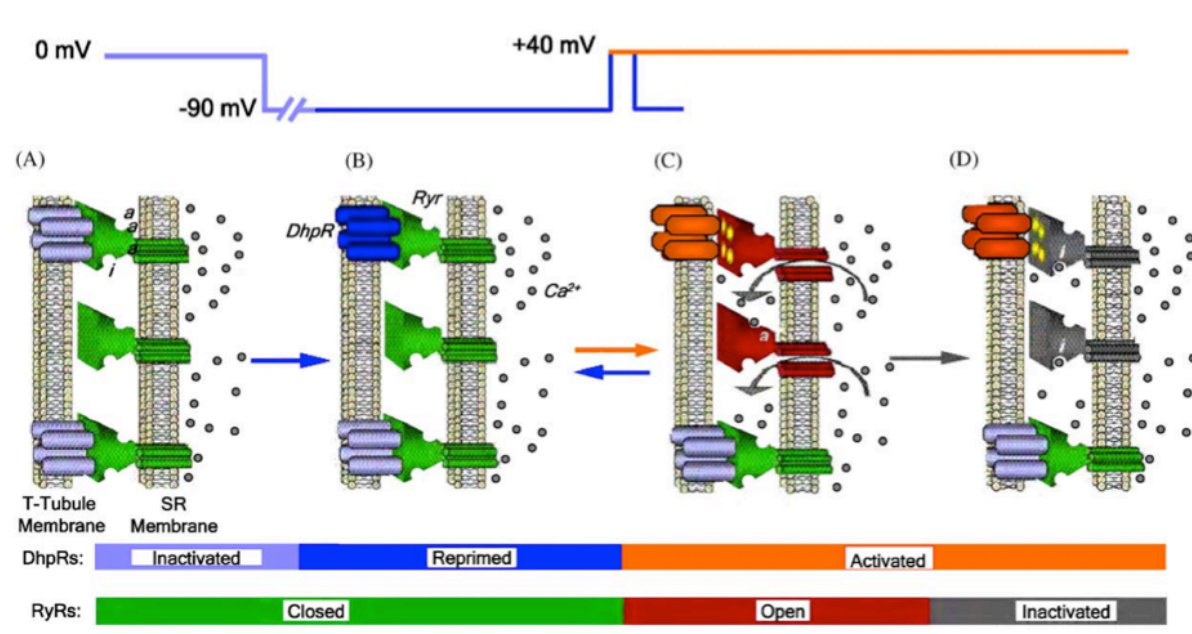 0 mV
+40 mV
-90 mV
(A)
(B)
(C)
(D)
a
a
a
i
DhpR
Ryr
Ca²⁺
a
i
i
T-Tubule
Membrane
SR
Membrane
DhpRs:
Inactivated
Reprimed
Activated
RyRs:
Closed
Open
Inactivated